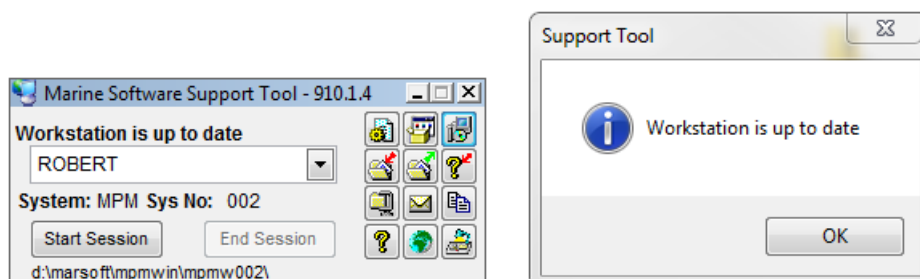 Marine Software Support Tool - 910.1.4
Workstation is up to date
ROBERT
System: MPM Sys No: 002
Start Session End Session
d:\marsoft\mpmwin\mpmw002\
Support Tool
Workstation is up to date
OK